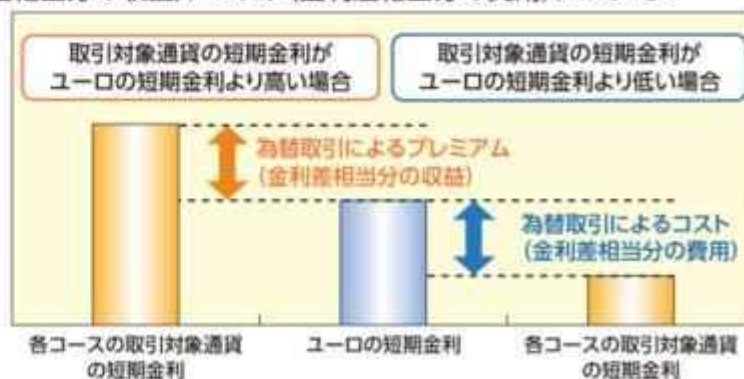 取引対象通貨の短期金利が
ユーロの短期金利より高い場合
取引対象通貨の短期金利が
ユーロの短期金利より低い場合
為替取引によるプレミアム
(金利差相当分の収益)
為替取引によるコスト
(金利差相当分の費用)
各コースの取引対象通貨
の短期金利
ユーロの短期金利
各コースの取引対象通貨
の短期金利